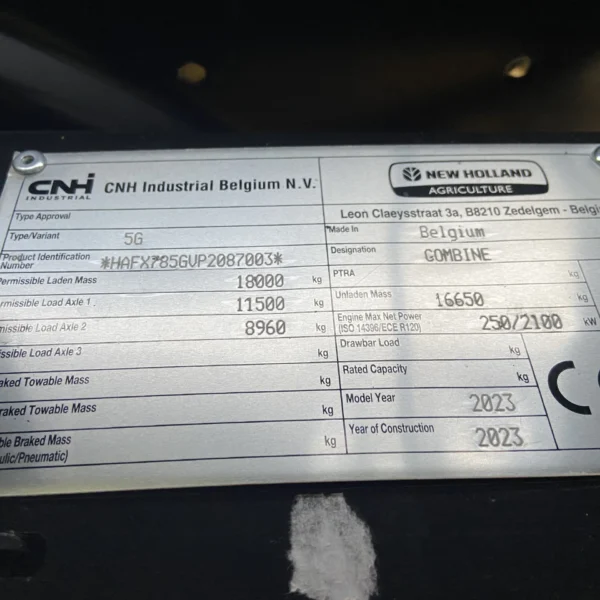 CNH
INDUSTRIAL
CNH Industrial Belgium N.V.
NEW HOLLAND
AGRICULTURE
Leon Claeysstraat 3a, B8210 Zedelgem - Belgi
Type Approval
Type/Variant 5G
Made In Belgium
Product Identification
Number *HAFX785GVP2087003*
Designation COMBINE
Permissible Laden Mass 18000 kg
PTRA kg
rmissible Load Axle 1 11500 kg
Unladen Mass 16650 kg
missible Load Axle 2 8960 kg
Engine Max Net Power
(ISO 14396/ECE R120) 250/2100 kW
issible Load Axle 3 kg
Drawbar Load kg
aked Towable Mass kg
Rated Capacity kg
raked Towable Mass kg
Model Year 2023
ble Braked Mass
ulic/Pneumatic) kg
Year of Construction 2023
CE